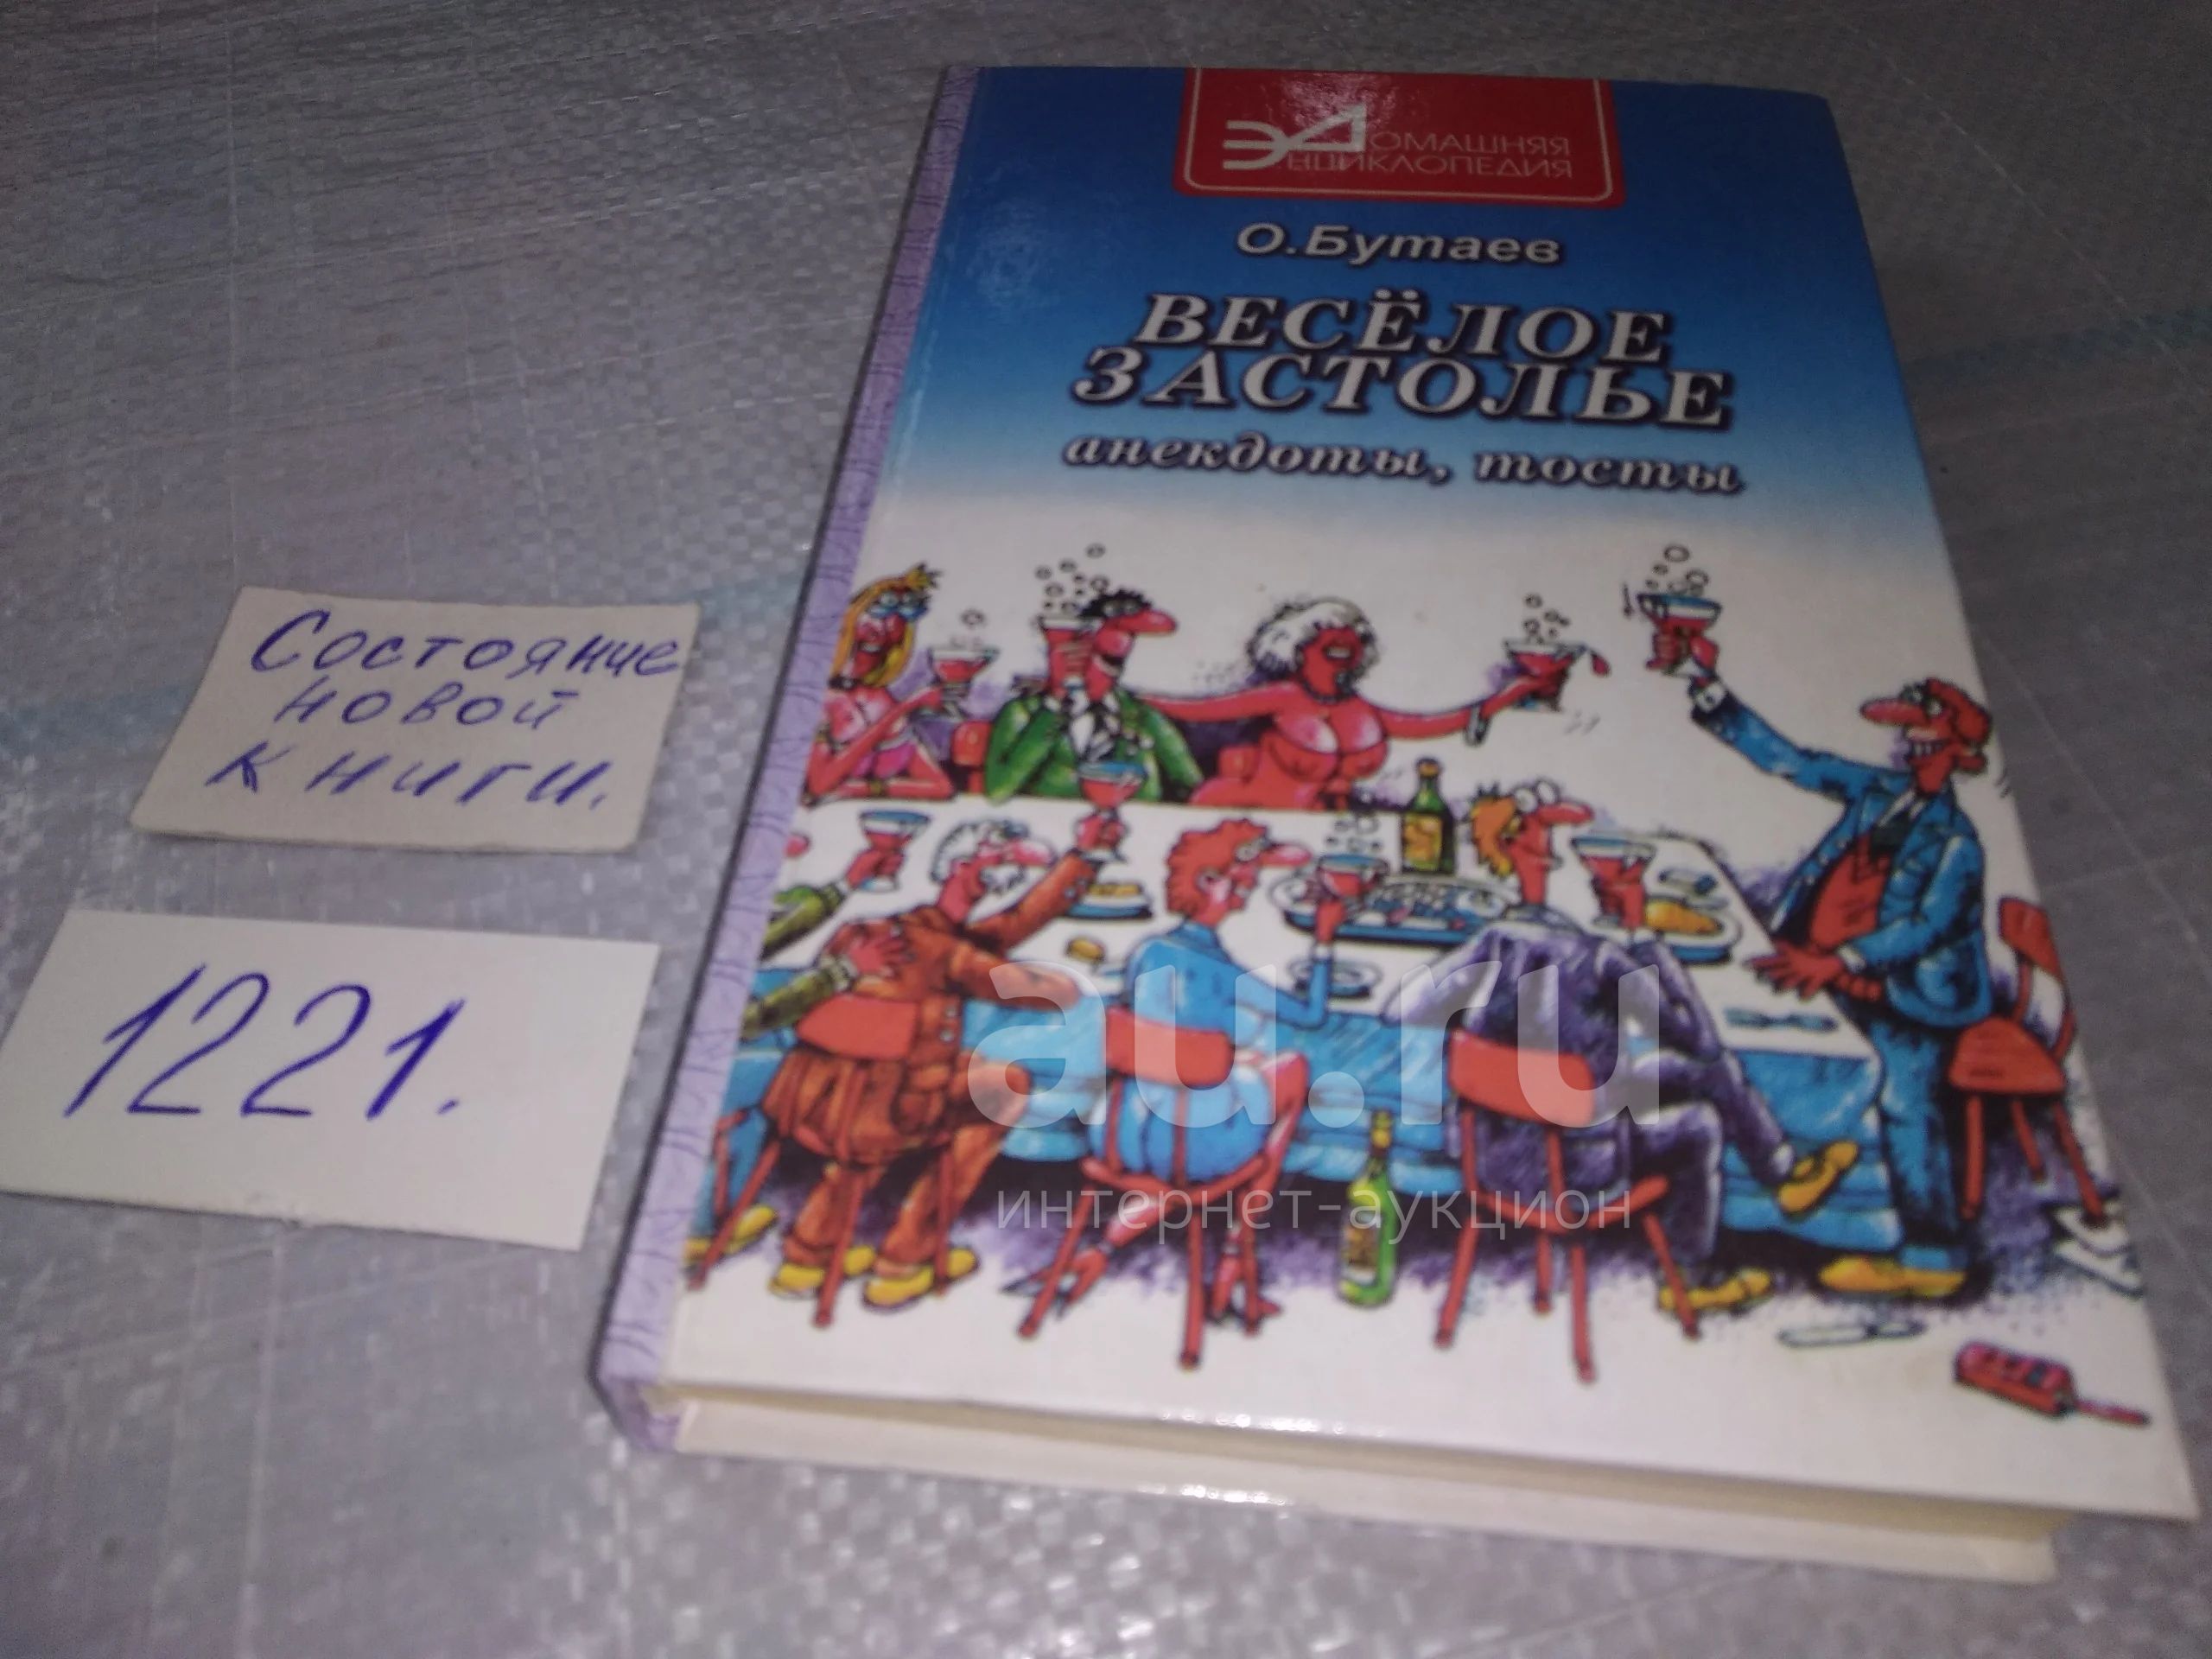 ДОМАШНЯЯ
ЭНЦИКЛОПЕДИЯ
О.Бутаев
ВЕСЁЛОЕ
ЗАСТОЛЬЕ
анекдоты, тосты
Состояние
новой
книги.
1221.
au.ru
интернет-аукцион